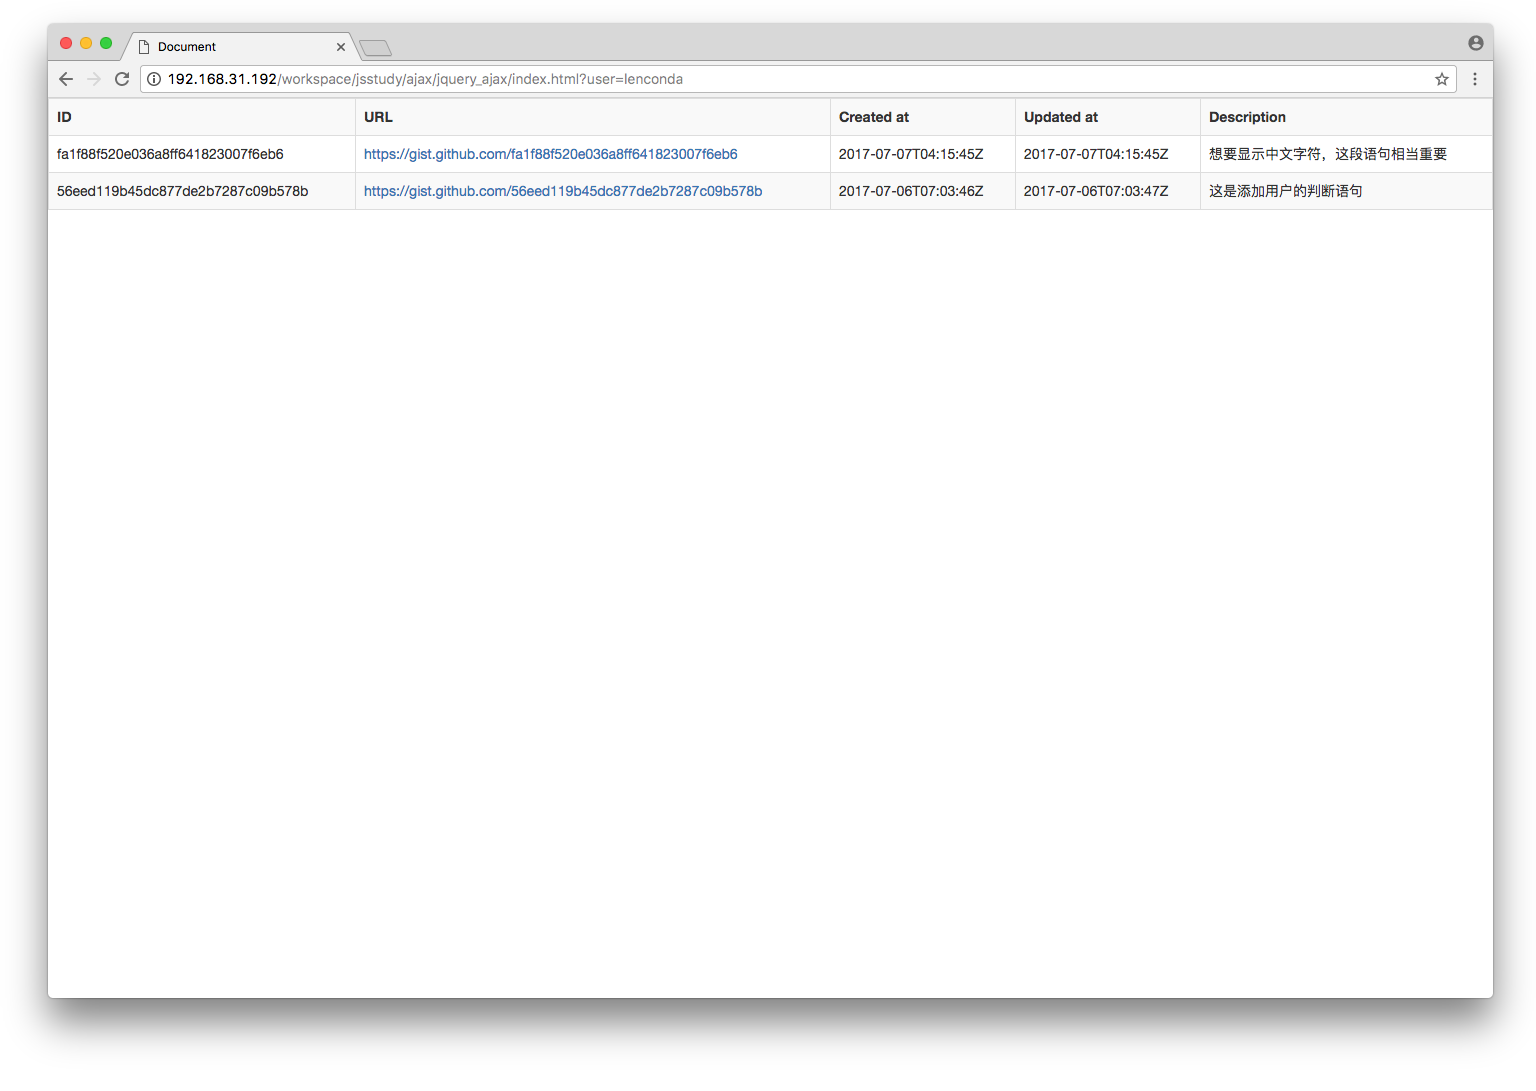 Document
192.168.31.192/workspace/jsstudy/ajax/jquery_ajax/index.html?user=lenconda
ID URL Created at Updated at Description
fa1f88f520e036a8ff641823007f6eb6 https://gist.github.com/fa1f88f520e036a8ff641823007f6eb6 2017-07-07T04:15:45Z 2017-07-07T04:15:45Z 想要显示中文字符，这段语句相当重要
56eed119b45dc877de2b7287c09b578b https://gist.github.com/56eed119b45dc877de2b7287c09b578b 2017-07-06T07:03:46Z 2017-07-06T07:03:47Z 这是添加用户的判断语句